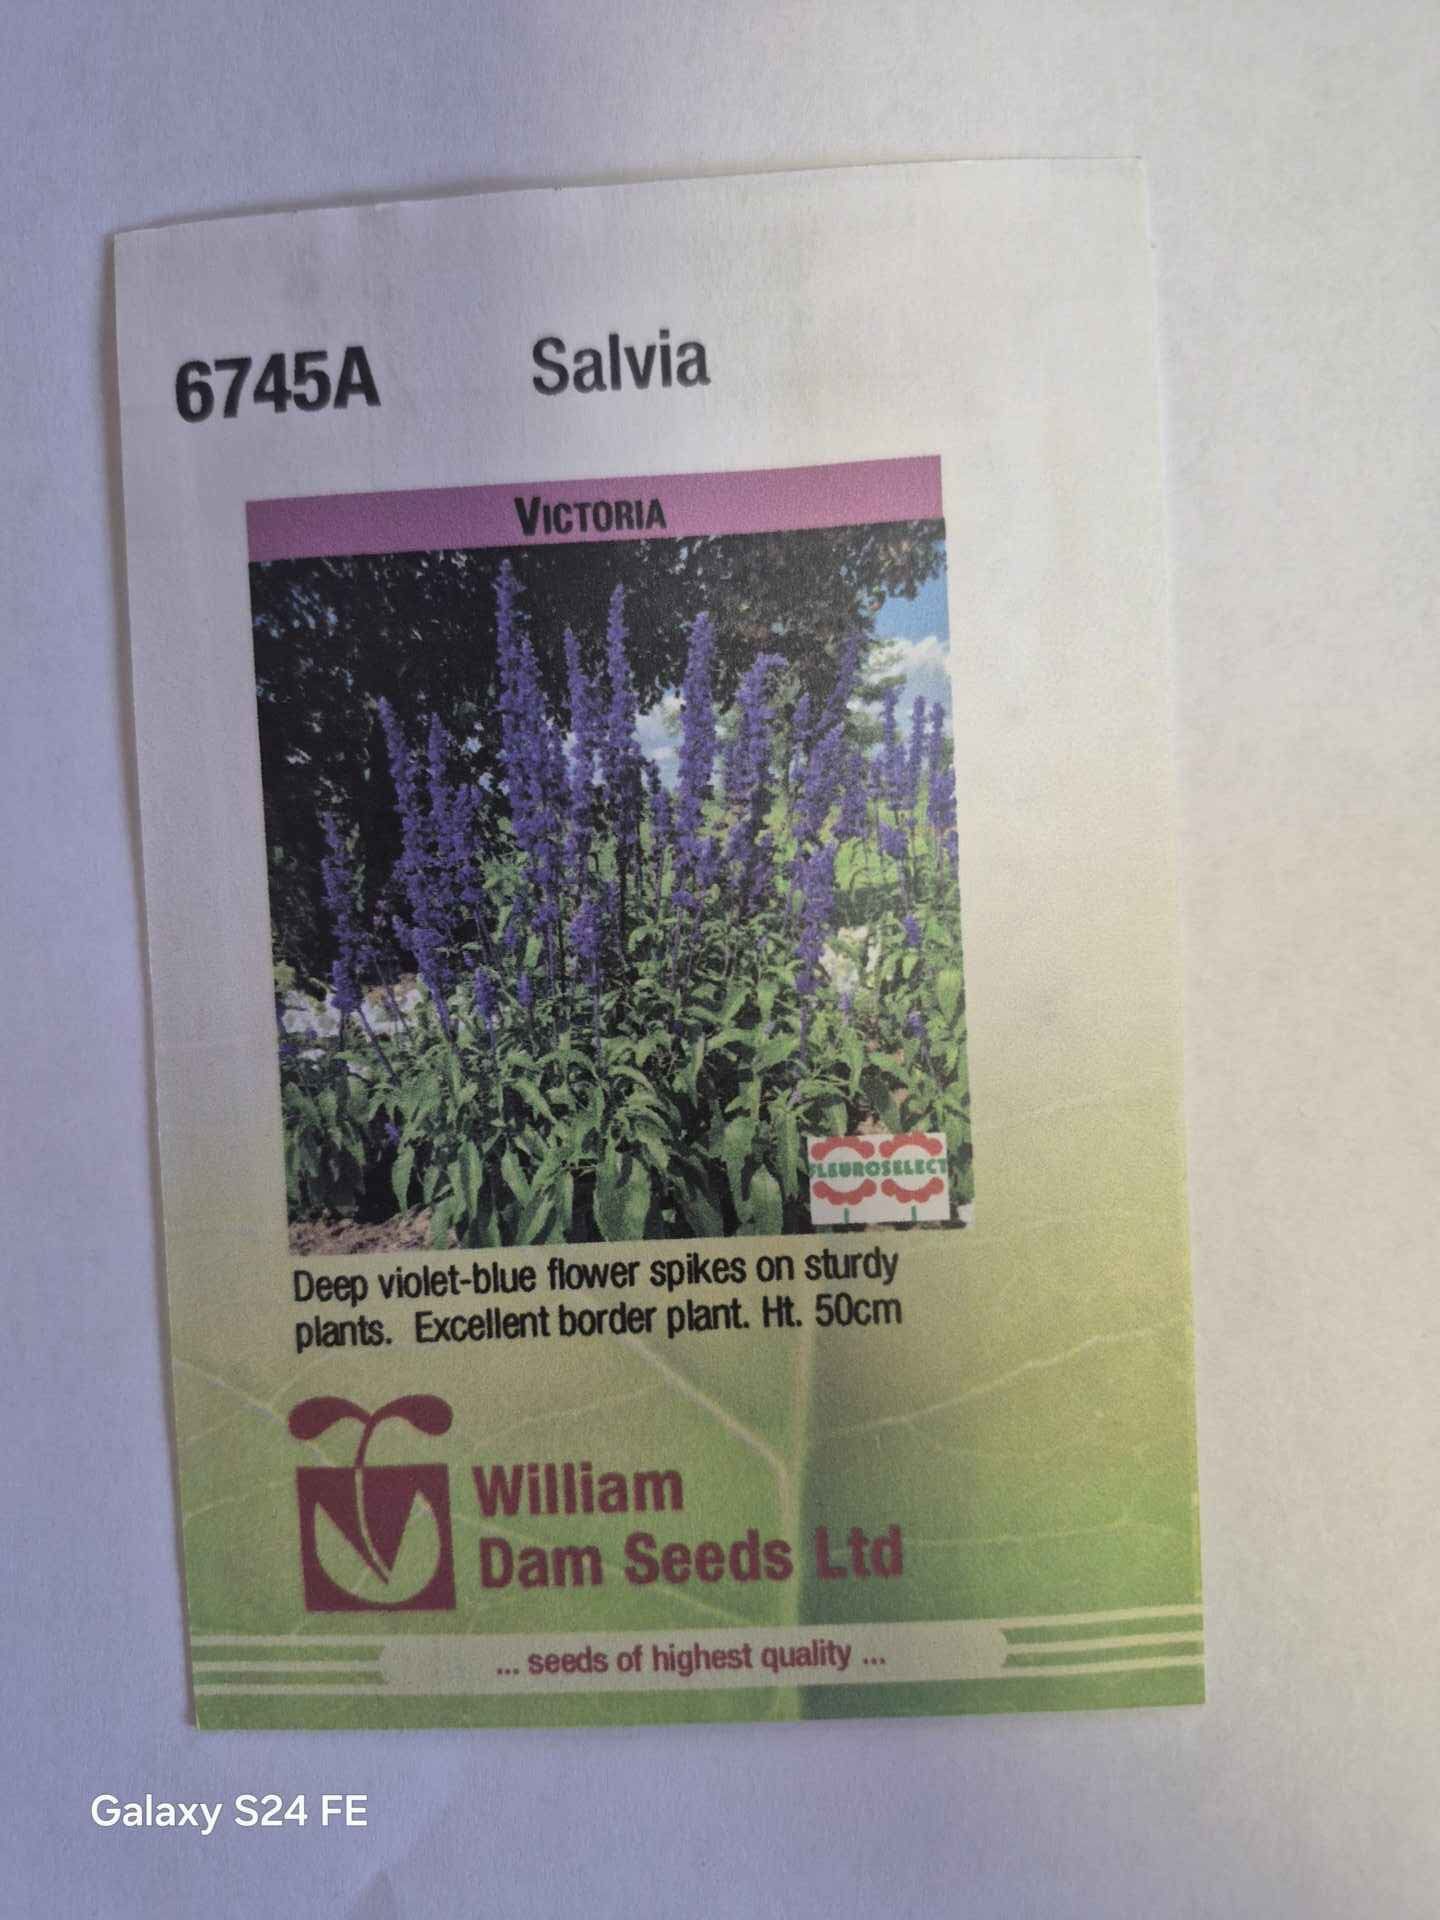 6745A Salvia
VICTORIA
FLEUROSELECT
Deep violet-blue flower spikes on sturdy
plants. Excellent border plant. Ht. 50cm
William
Dam Seeds Ltd
... seeds of highest quality ...
Galaxy S24 FE